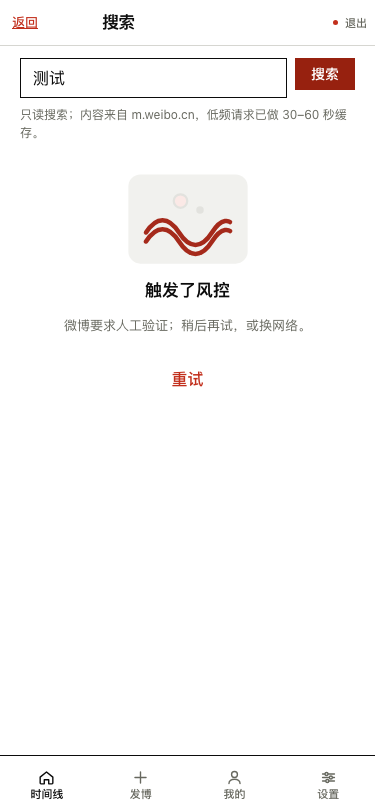 返回
搜索
退出
测试
搜索
只读搜索；内容来自 m.weibo.cn，低频请求已做 30–60 秒缓
存。
触发了风控
微博要求人工验证；稍后再试，或换网络。
重试
时间线
发博
我的
设置